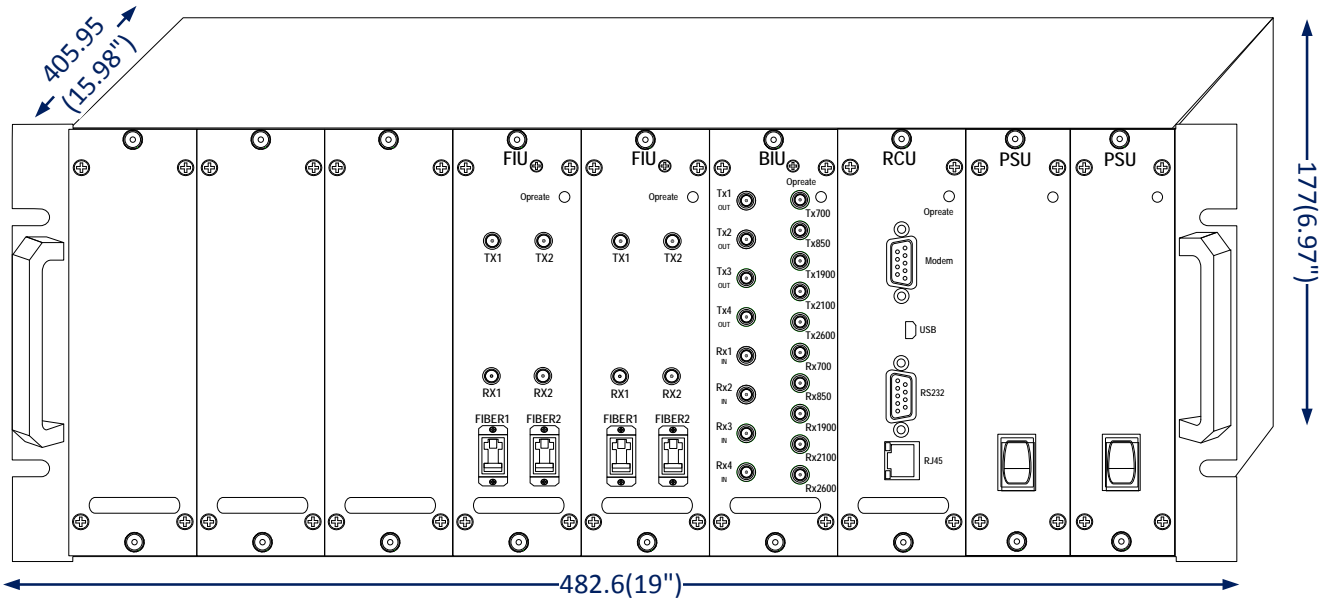 405.95
(15.98")
177(6.97")
FIU
Opreate
TX1 TX2
RX1 RX2
FIBER1 FIBER2
FIU
Opreate
TX1 TX2
RX1 RX2
FIBER1 FIBER2
BIU
Opreate
Tx1
OUT
Tx2
OUT
Tx3
OUT
Tx4
OUT
Rx1
IN
Rx2
IN
Rx3
IN
Rx4
IN
Tx700
Tx850
Tx1900
Tx2100
Tx2600
Rx700
Rx850
Rx1900
Rx2100
Rx2600
RCU
Opreate
Modem
USB
RS232
RJ45
PSU
PSU
482.6(19")